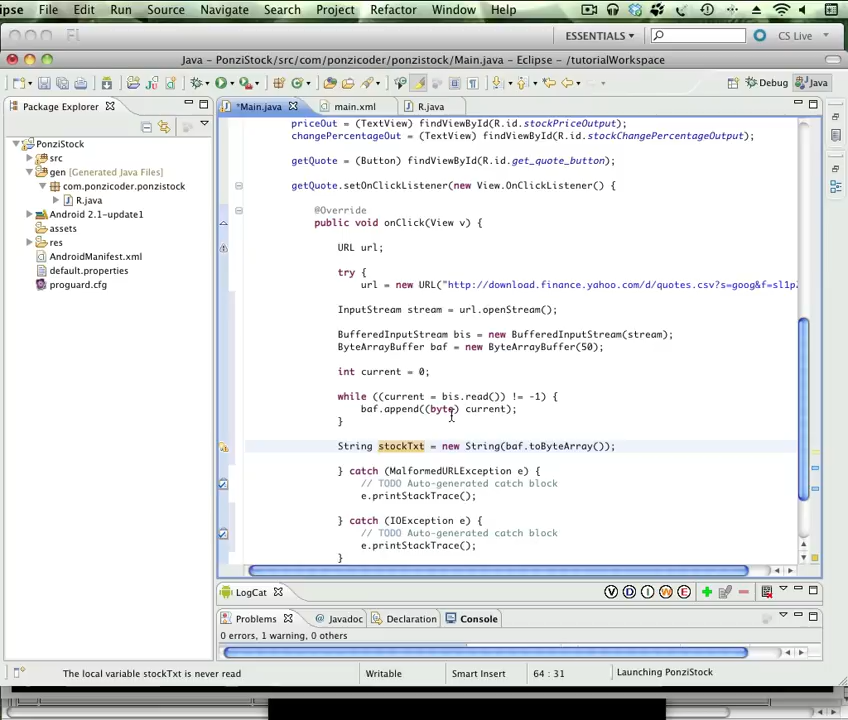 ipse File Edit Run Source Navigate Search Project Refactor Window Help
Fl ESSENTIALS CS Live
Java - PonziStock/src/com/ponzicoder/ponzistock/Main.java - Eclipse - /tutorialWorkspace
Debug Java
Package Explorer
*Main.java main.xml R.java
PonziStock
src
gen [Generated Java Files]
com.ponzicoder.ponzistock
R.java
Android 2.1-update1
assets
res
AndroidManifest.xml
default.properties
proguard.cfg
priceOut = (TextView) findViewById(R.id.stockPriceOutput);
changePercentageOut = (TextView) findViewById(R.id.stockChangePercentageOutput);
getQuote = (Button) findViewById(R.id.get_quote_button);
getQuote.setOnClickListener(new View.OnClickListener() {
@Override
public void onClick(View v) {
URL url;
try {
url = new URL("http://download.finance.yahoo.com/d/quotes.csv?s=goog&f=sl1p2
InputStream stream = url.openStream();
BufferedInputStream bis = new BufferedInputStream(stream);
ByteArrayBuffer baf = new ByteArrayBuffer(50);
int current = 0;
while ((current = bis.read()) != -1) {
baf.append((byte) current);
}
String stockTxt = new String(baf.toByteArray());
} catch (MalformedURLException e) {
// TODO Auto-generated catch block
e.printStackTrace();
} catch (IOException e) {
// TODO Auto-generated catch block
e.printStackTrace();
}
LogCat
V D I W E
Problems Javadoc Declaration Console
0 errors, 1 warning, 0 others
The local variable stockTxt is never read Writable Smart Insert 64 : 31 Launching PonziStock